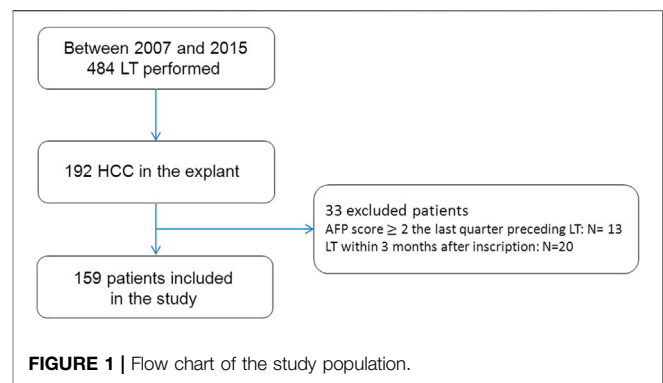 Between 2007 and 2015
484 LT performed
192 HCC in the explant
33 excluded patients
AFP score ≥ 2 the last quarter preceding LT: N= 13
LT within 3 months after inscription: N=20
159 patients included
in the study
FIGURE 1 | Flow chart of the study population.